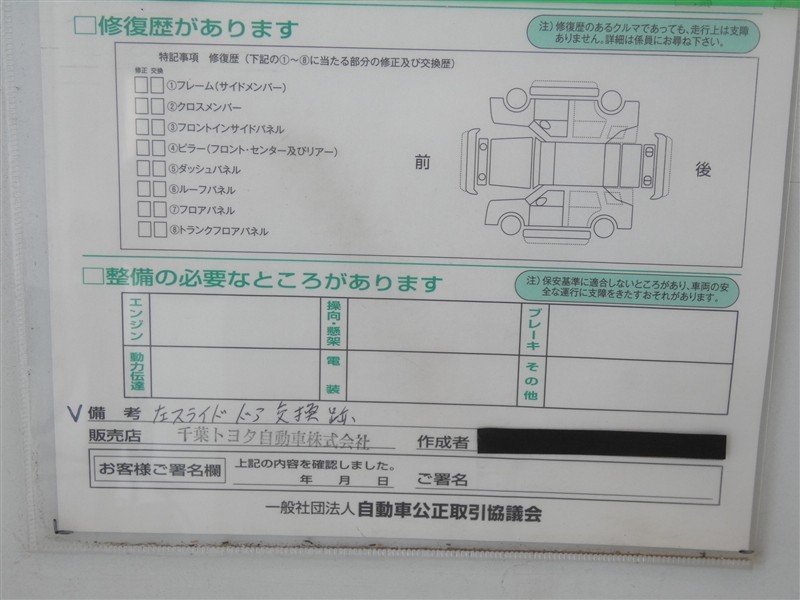 □修復歴があります
注）修復歴のあるクルマであっても、走行上は支障
ありません。詳細は係員にお尋ね下さい。
特記事項　修復歴（下記の①～⑧に当たる部分の修正及び交換歴）
修正 交換
□□①フレーム（サイドメンバー）
□□②クロスメンバー
□□③フロントインサイドパネル
□□④ピラー（フロント・センター及びリアー）
□□⑤ダッシュパネル
□□⑥ルーフパネル
□□⑦フロアパネル
□□⑧トランクフロアパネル
前
後
□整備の必要なところがあります
注）保安基準に適合しないところがあり、車両の安
全な運行に支障をきたすおそれがあります。
エンジン
操向・懸架
ブレーキ
動力伝達
電装
その他
✓備考 左スライドドア交換跡
販売店 千葉トヨタ自動車株式会社 作成者
お客様ご署名欄
上記の内容を確認しました。
年 月 日 ご署名
一般社団法人 自動車公正取引協議会